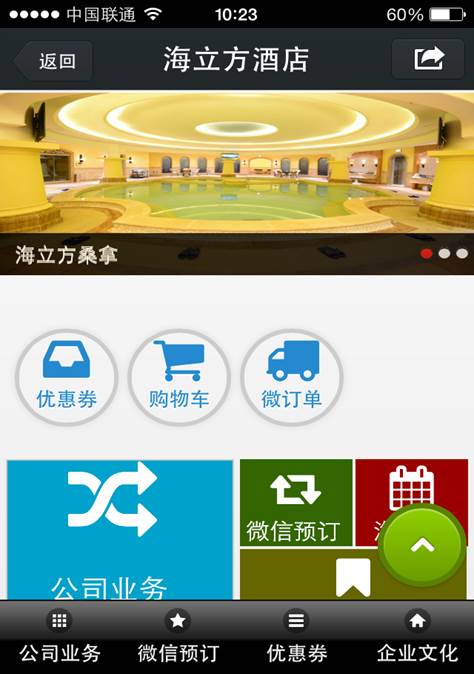 中国联通 10:23 60%
返回 海立方酒店
海立方桑拿
优惠券 购物车 微订单
微信预订
公司业务
公司业务 微信预订 优惠券 企业文化